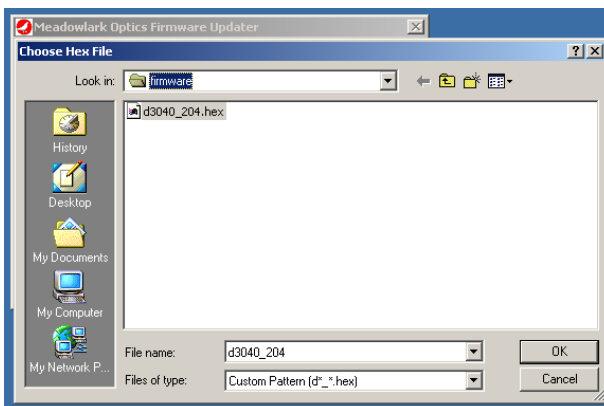 Meadowlark Optics Firmware Updater
Choose Hex File
Look in: firmware
d3040_204.hex
History
Desktop
My Documents
My Computer
My Network P...
File name: d3040_204 OK
Files of type: Custom Pattern (d*_*.hex) Cancel